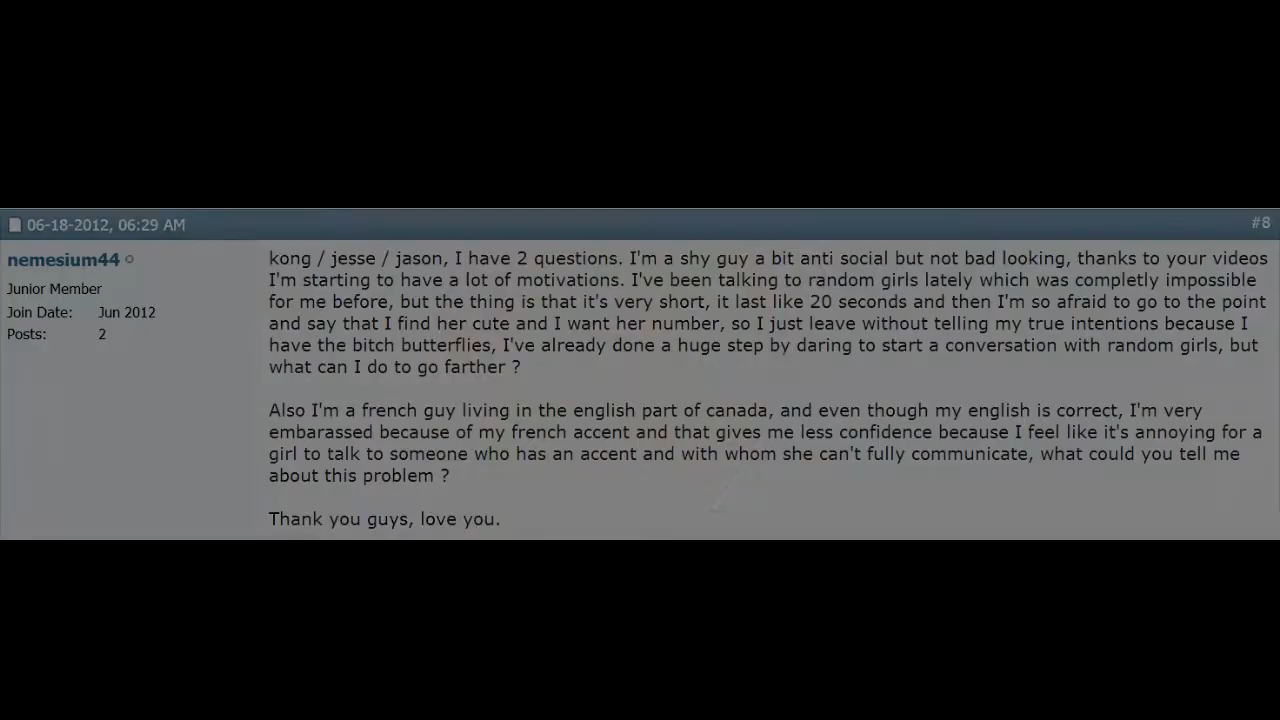 06-18-2012, 06:29 AM
#8
nemesium44
Junior Member
Join Date: Jun 2012
Posts: 2
kong / jesse / jason, I have 2 questions. I'm a shy guy a bit anti social but not bad looking, thanks to your videos
I'm starting to have a lot of motivations. I've been talking to random girls lately which was completly impossible
for me before, but the thing is that it's very short, it last like 20 seconds and then I'm so afraid to go to the point
and say that I find her cute and I want her number, so I just leave without telling my true intentions because I
have the bitch butterflies, I've already done a huge step by daring to start a conversation with random girls, but
what can I do to go farther ?
Also I'm a french guy living in the english part of canada, and even though my english is correct, I'm very
embarassed because of my french accent and that gives me less confidence because I feel like it's annoying for a
girl to talk to someone who has an accent and with whom she can't fully communicate, what could you tell me
about this problem ?
Thank you guys, love you.